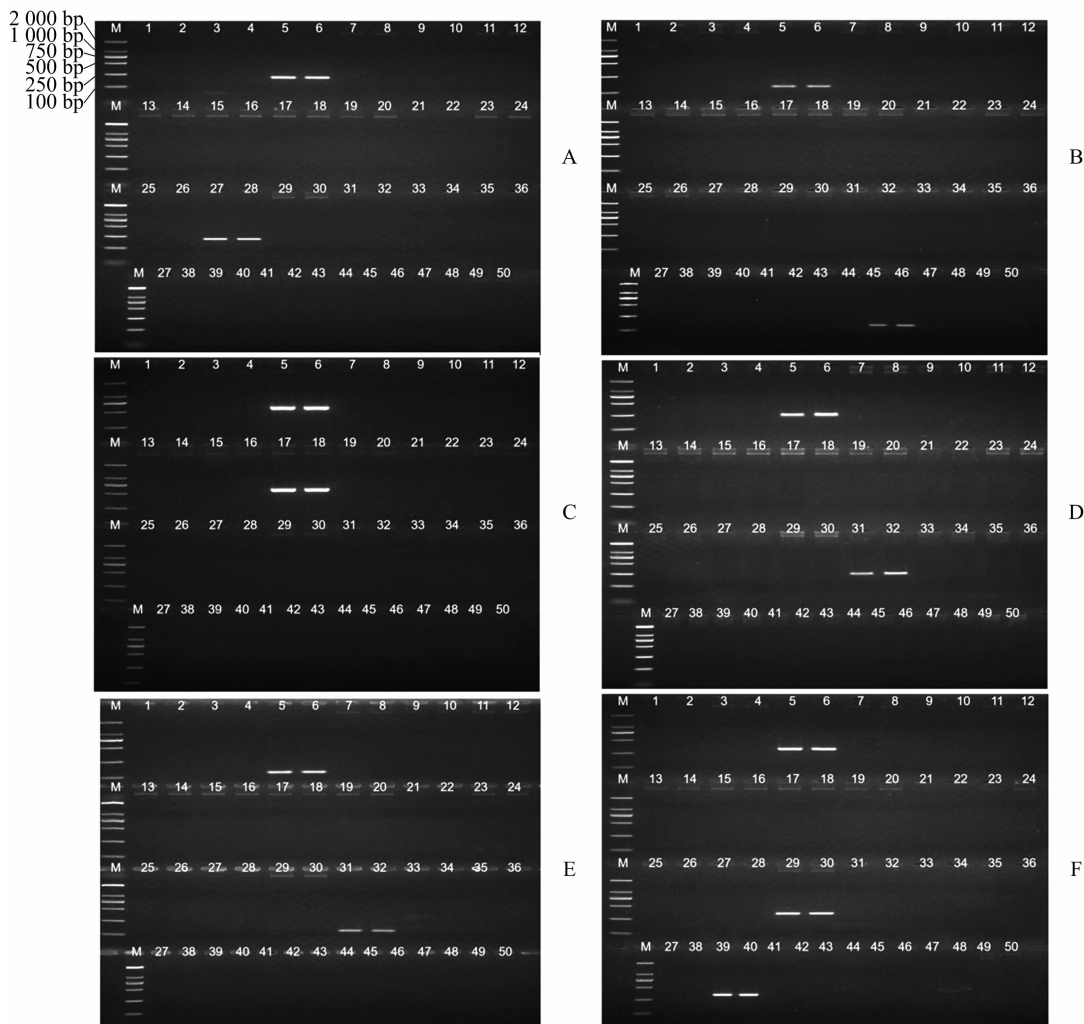 2 000 bp
1 000 bp
750 bp
500 bp
250 bp
100 bp
M 1 2 3 4 5 6 7 8 9 10 11 12
M 13 14 15 16 17 18 19 20 21 22 23 24
M 25 26 27 28 29 30 31 32 33 34 35 36
M 27 38 39 40 41 42 43 44 45 46 47 48 49 50
A
M 1 2 3 4 5 6 7 8 9 10 11 12
M 13 14 15 16 17 18 19 20 21 22 23 24
M 25 26 27 28 29 30 31 32 33 34 35 36
M 27 38 39 40 41 42 43 44 45 46 47 48 49 50
B
M 1 2 3 4 5 6 7 8 9 10 11 12
M 13 14 15 16 17 18 19 20 21 22 23 24
M 25 26 27 28 29 30 31 32 33 34 35 36
M 27 38 39 40 41 42 43 44 45 46 47 48 49 50
C
M 1 2 3 4 5 6 7 8 9 10 11 12
M 13 14 15 16 17 18 19 20 21 22 23 24
M 25 26 27 28 29 30 31 32 33 34 35 36
M 27 38 39 40 41 42 43 44 45 46 47 48 49 50
D
M 1 2 3 4 5 6 7 8 9 10 11 12
M 13 14 15 16 17 18 19 20 21 22 23 24
M 25 26 27 28 29 30 31 32 33 34 35 36
M 27 38 39 40 41 42 43 44 45 46 47 48 49 50
E
M 1 2 3 4 5 6 7 8 9 10 11 12
M 13 14 15 16 17 18 19 20 21 22 23 24
M 25 26 27 28 29 30 31 32 33 34 35 36
M 27 38 39 40 41 42 43 44 45 46 47 48 49 50
F